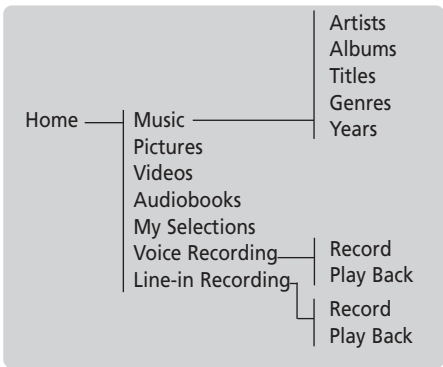 Home
Music
Artists
Albums
Titles
Genres
Years
Pictures
Videos
Audiobooks
My Selections
Voice Recording
Record
Play Back
Line-in Recording
Record
Play Back